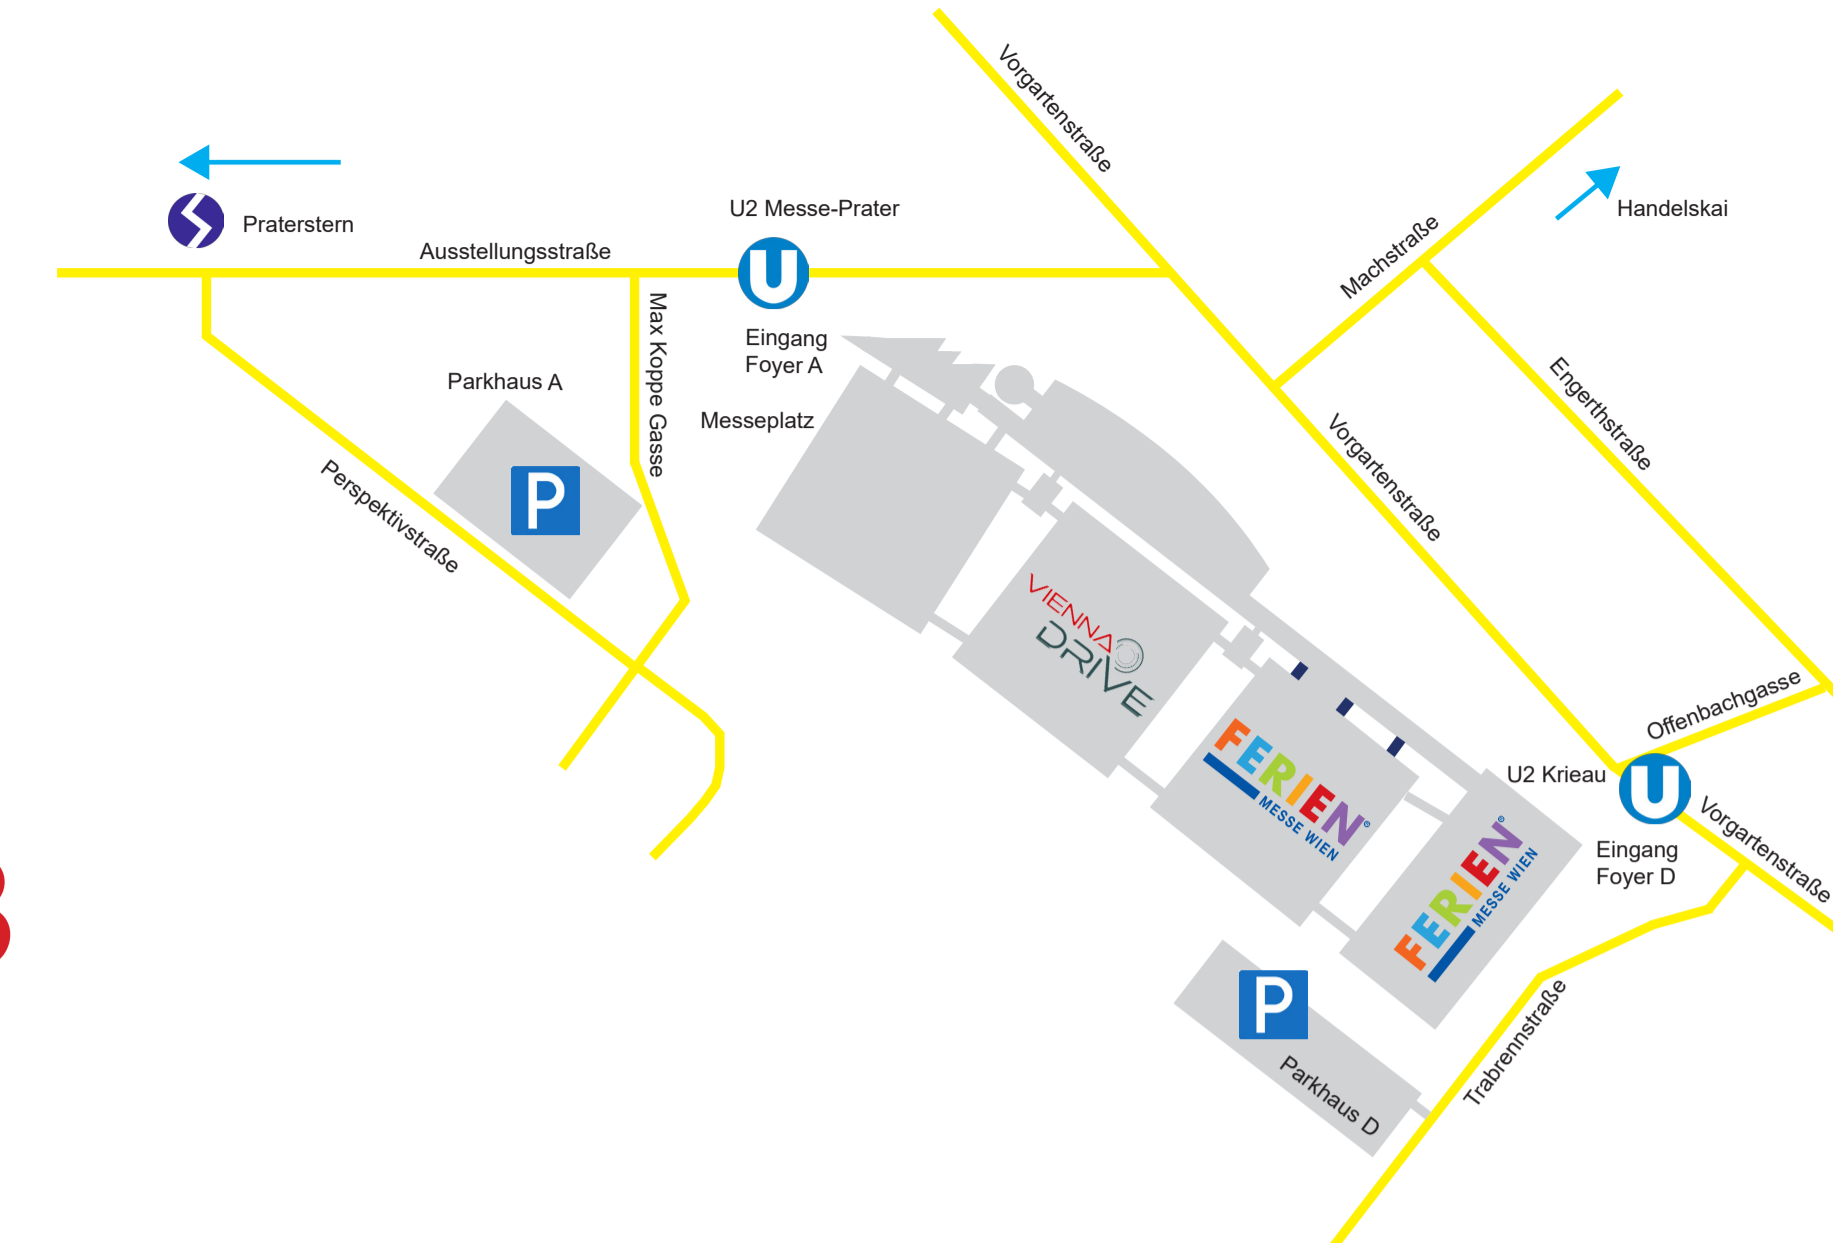 Vorgartenstraße
Handelskai
U2 Messe-Prater
Praterstern
Machstraße
Ausstellungsstraße
U
Max Koppe Gasse
Eingang
Foyer A
Engerthstraße
Parkhaus A
Messeplatz
Vorgartenstraße
P
Perspektivstraße
VIENNA
DRIVE
Offenbachgasse
FERIEN®
MESSE WIEN
U2 Krieau
U
Vorgartenstraße
Eingang
Foyer D
FERIEN®
MESSE WIEN
P
Parkhaus D
Trabrennstraße